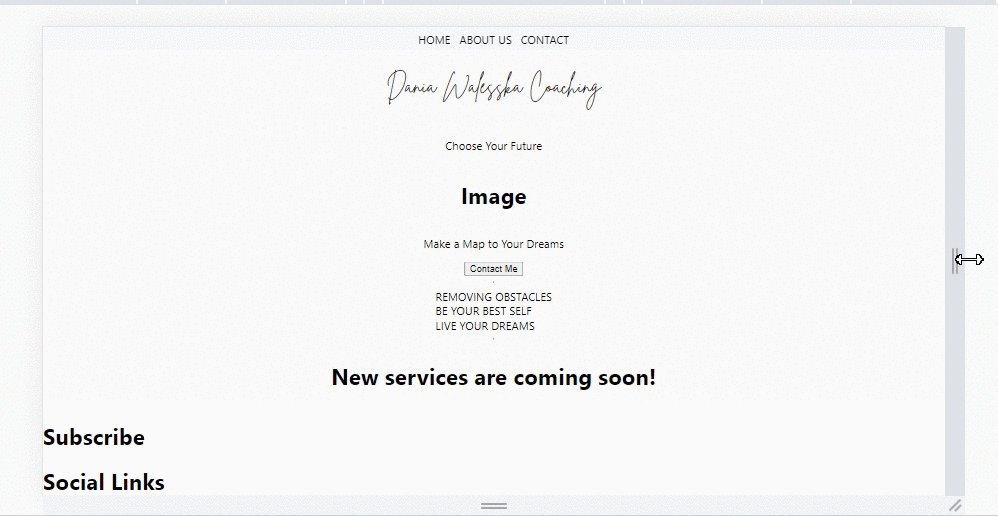 HOME ABOUT US CONTACT
Dania Walesska Coaching
Choose Your Future
Image
Make a Map to Your Dreams
Contact Me
REMOVING OBSTACLES
BE YOUR BEST SELF
LIVE YOUR DREAMS
New services are coming soon!
Subscribe
Social Links